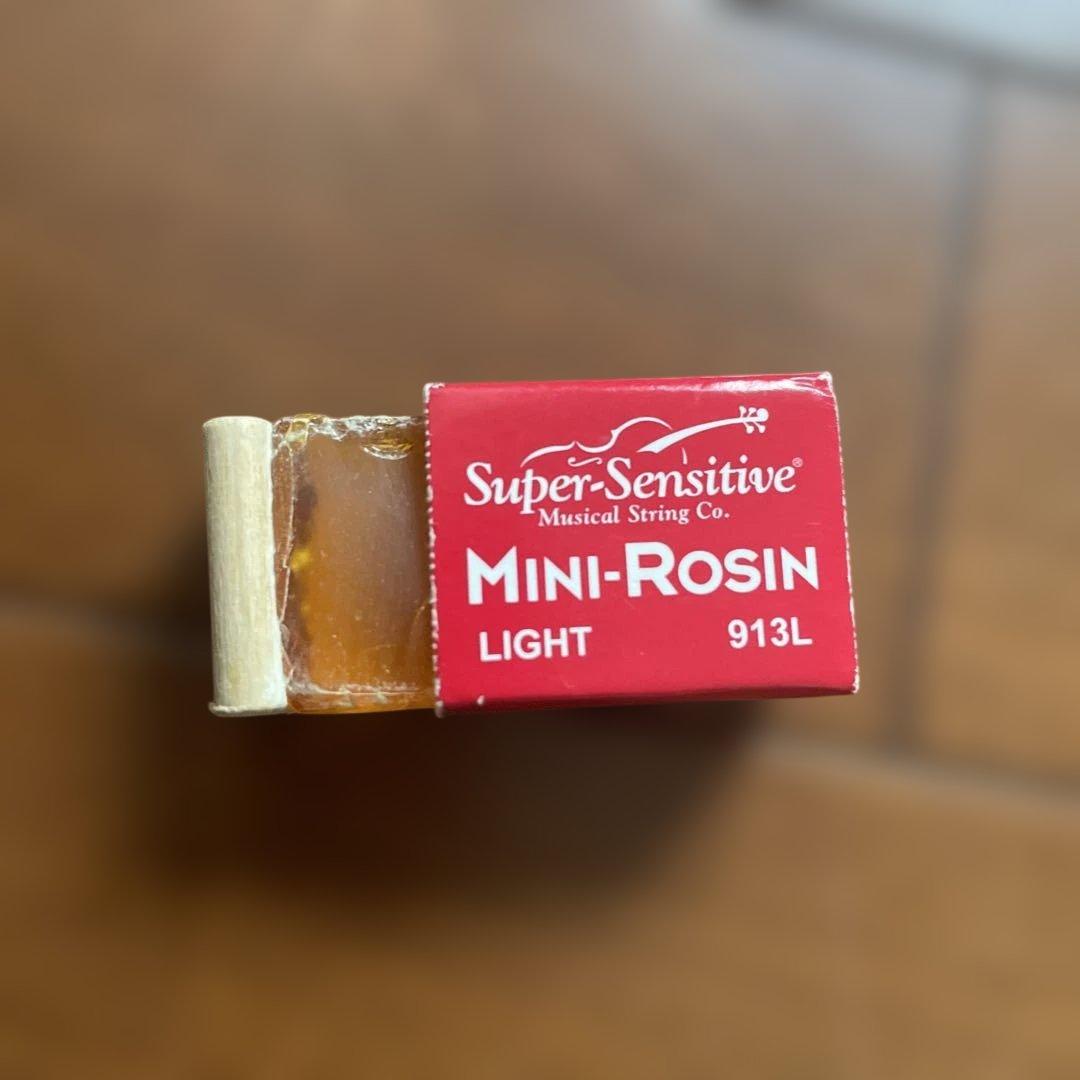 Super-Sensitive®
Musical String Co.
MINI-ROSIN
LIGHT 913L